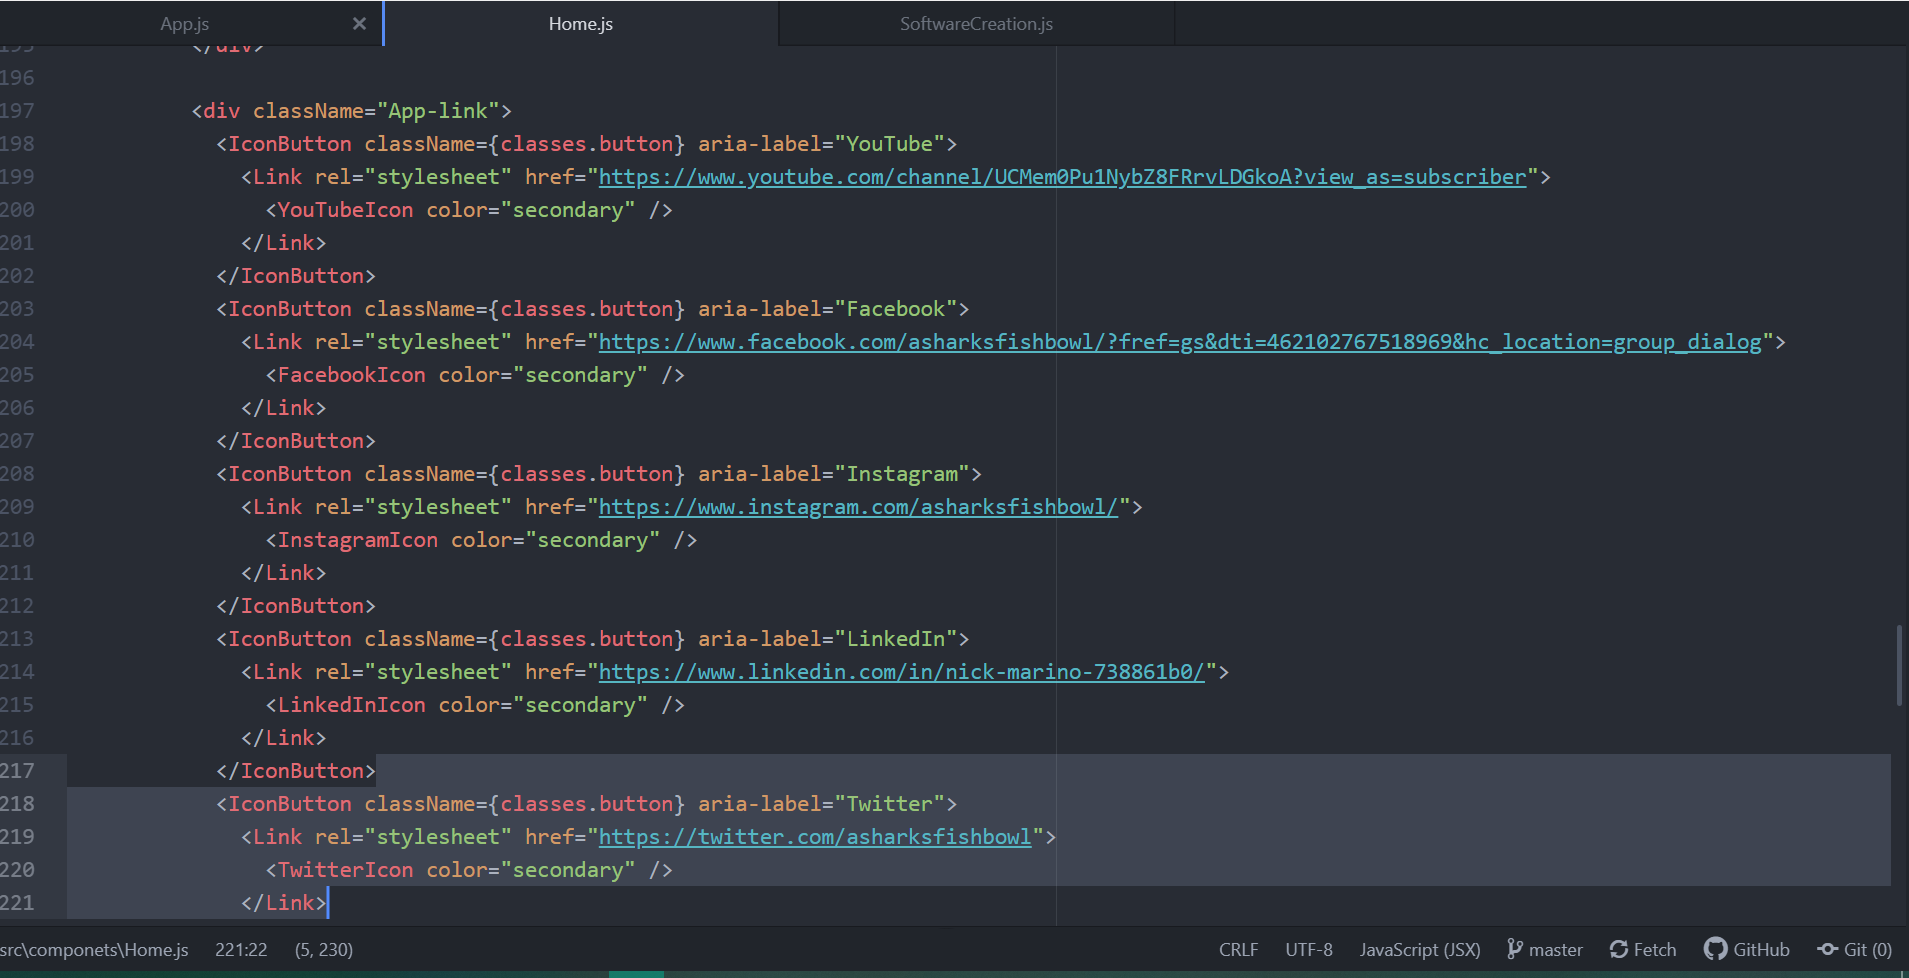 App.js
Home.js
SoftwareCreation.js
195 </div>
196
197 <div className="App-link">
198 <IconButton className={classes.button} aria-label="YouTube">
199 <Link rel="stylesheet" href="https://www.youtube.com/channel/UCMem0Pu1NybZ8FRrvLDGkoA?view_as=subscriber">
200 <YouTubeIcon color="secondary" />
201 </Link>
202 </IconButton>
203 <IconButton className={classes.button} aria-label="Facebook">
204 <Link rel="stylesheet" href="https://www.facebook.com/asharksfishbowl/?fref=gs&dti=462102767518969&hc_location=group_dialog">
205 <FacebookIcon color="secondary" />
206 </Link>
207 </IconButton>
208 <IconButton className={classes.button} aria-label="Instagram">
209 <Link rel="stylesheet" href="https://www.instagram.com/asharksfishbowl/">
210 <InstagramIcon color="secondary" />
211 </Link>
212 </IconButton>
213 <IconButton className={classes.button} aria-label="LinkedIn">
214 <Link rel="stylesheet" href="https://www.linkedin.com/in/nick-marino-738861b0/">
215 <LinkedInIcon color="secondary" />
216 </Link>
217 </IconButton>
218 <IconButton className={classes.button} aria-label="Twitter">
219 <Link rel="stylesheet" href="https://twitter.com/asharksfishbowl">
220 <TwitterIcon color="secondary" />
221 </Link>
src\componets\Home.js 221:22 (5, 230) CRLF UTF-8 JavaScript (JSX) master Fetch GitHub Git (0)